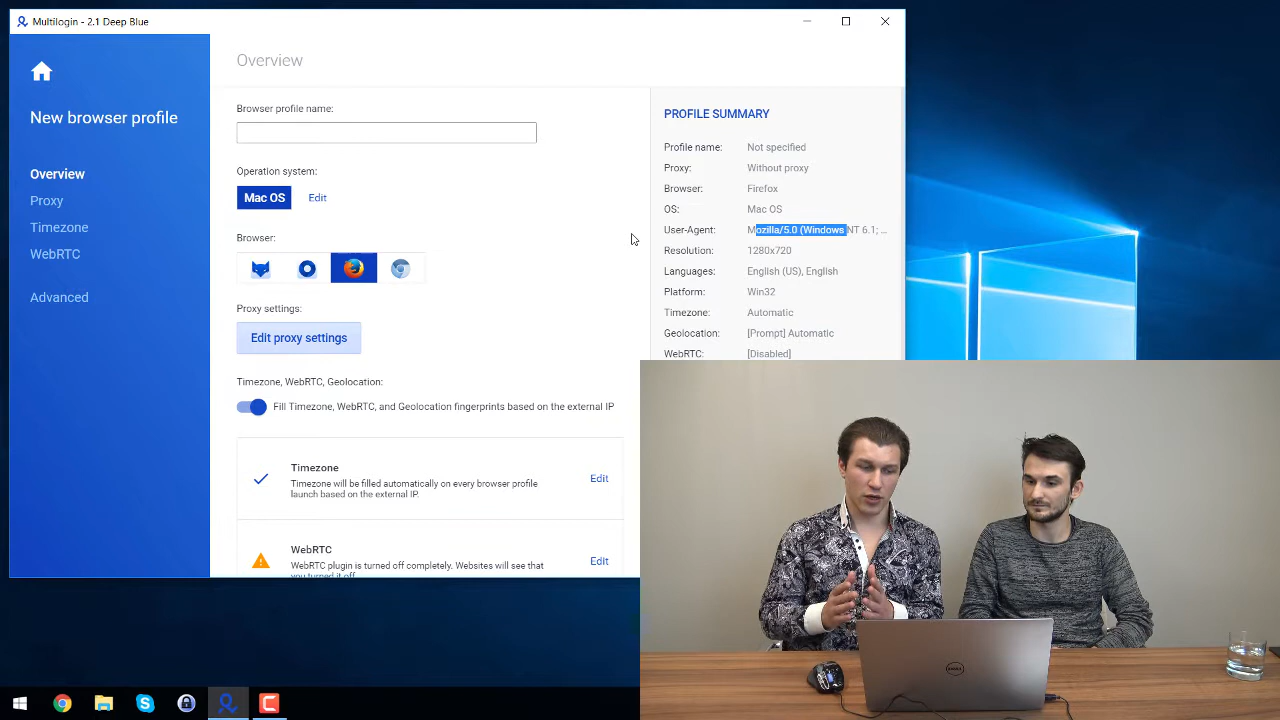 Multilogin - 2.1 Deep Blue
New browser profile
Overview
Proxy
Timezone
WebRTC
Advanced
Overview
Browser profile name:
Operation system:
Mac OS Edit
Browser:
Proxy settings:
Edit proxy settings
Timezone, WebRTC, Geolocation:
Fill Timezone, WebRTC, and Geolocation fingerprints based on the external IP
Timezone
Timezone will be filled automatically on every browser profile
launch based on the external IP.
Edit
WebRTC
WebRTC plugin is turned off completely. Websites will see that
you turned it off.
Edit
PROFILE SUMMARY
Profile name: Not specified
Proxy: Without proxy
Browser: Firefox
OS: Mac OS
User-Agent: Mozilla/5.0 (Windows NT 6.1; ...
Resolution: 1280x720
Languages: English (US), English
Platform: Win32
Timezone: Automatic
Geolocation: [Prompt] Automatic
WebRTC: [Disabled]
DELL